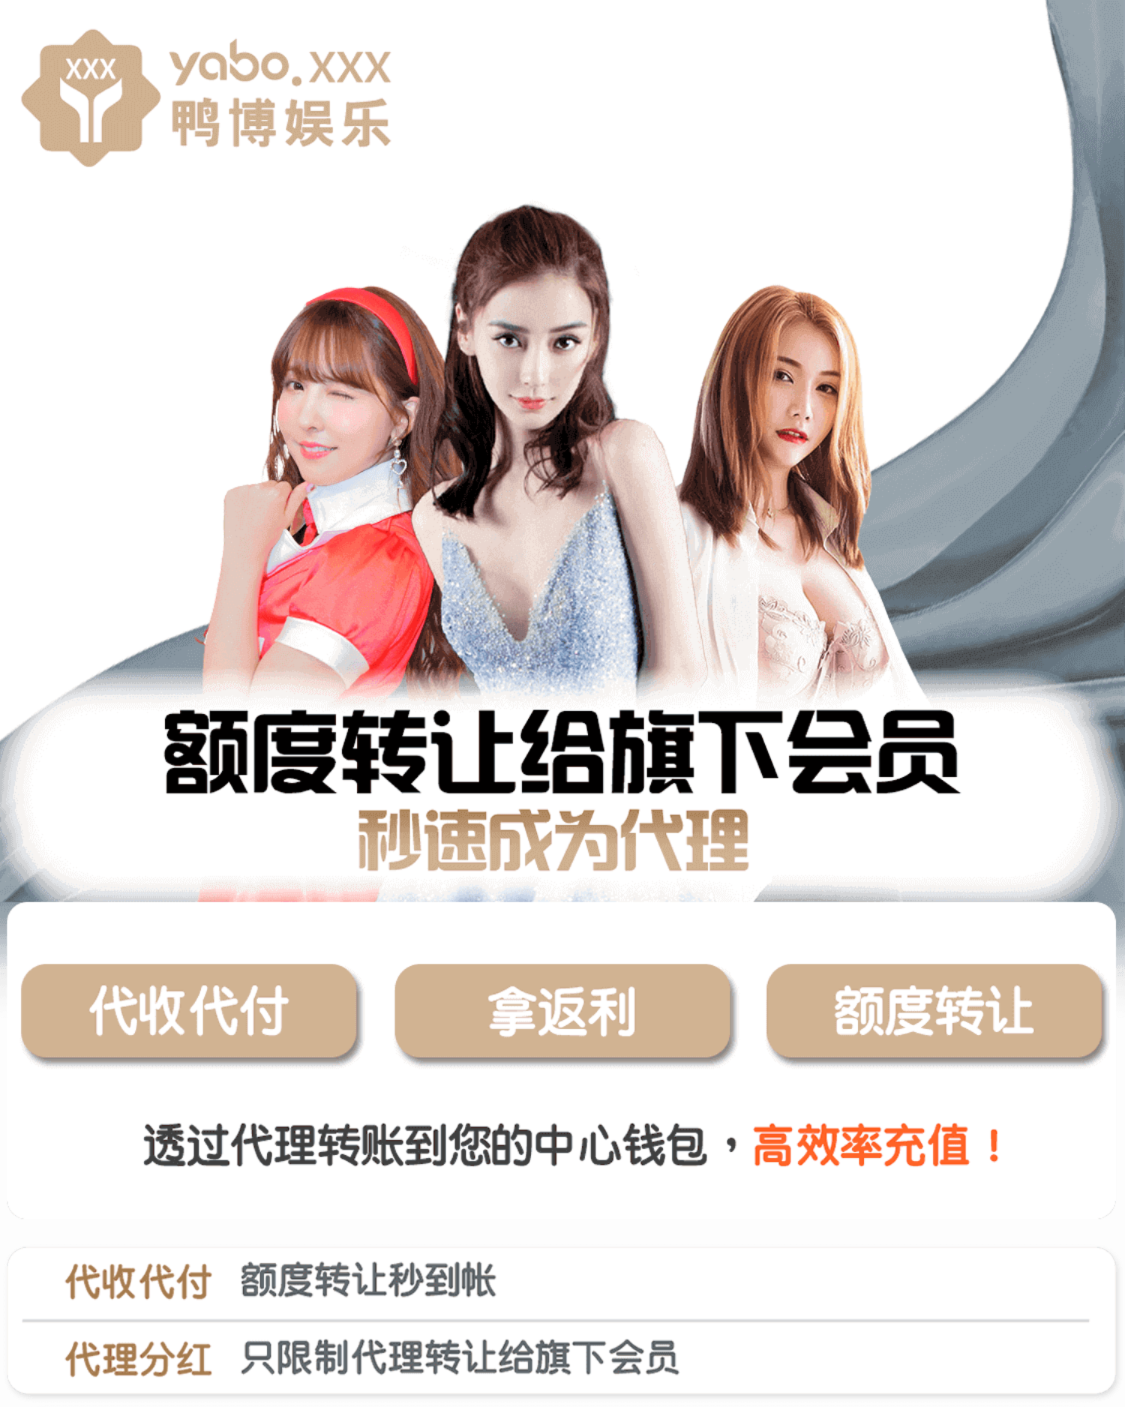 XXX
yabo.xxx
鸭博娱乐
额度转让给旗下会员
秒速成为代理
代收代付
拿返利
额度转让
透过代理转账到您的中心钱包，高效率充值！
代收代付 额度转让秒到帐
代理分红 只限制代理转让给旗下会员